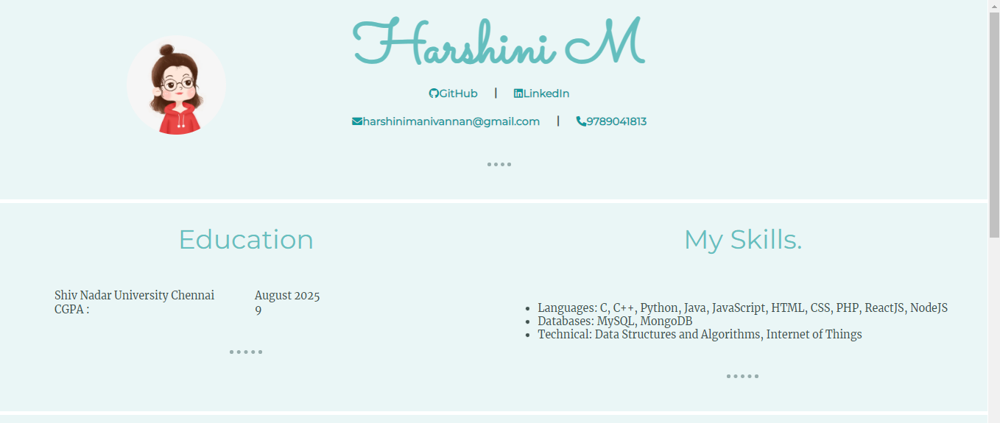 Harshini M
GitHub | LinkedIn
harshinimanivannan@gmail.com | 9789041813
Education
Shiv Nadar University Chennai August 2025
CGPA : 9
My Skills.
• Languages: C, C++, Python, Java, JavaScript, HTML, CSS, PHP, ReactJS, NodeJS
• Databases: MySQL, MongoDB
• Technical: Data Structures and Algorithms, Internet of Things